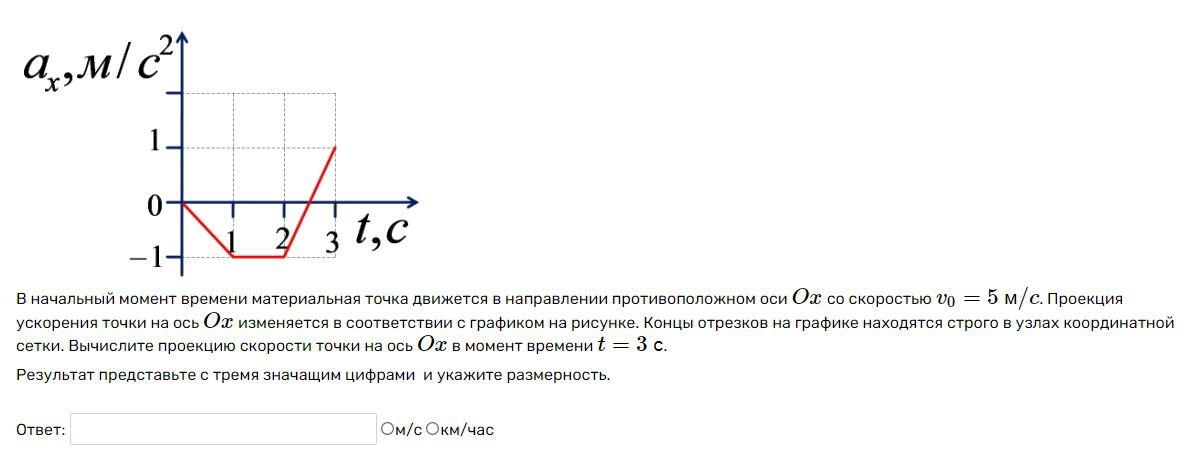 aₓ, м/с²
1
0
−1
1 2 3 t,c
В начальный момент времени материальная точка движется в направлении противоположном оси Ox со скоростью v₀ = 5 м/с. Проекция
ускорения точки на ось Ox изменяется в соответствии с графиком на рисунке. Концы отрезков на графике находятся строго в узлах координатной
сетки. Вычислите проекцию скорости точки на ось Ox в момент времени t = 3 с.
Результат представьте с тремя значащим цифрами и укажите размерность.
Ответ: м/с км/час